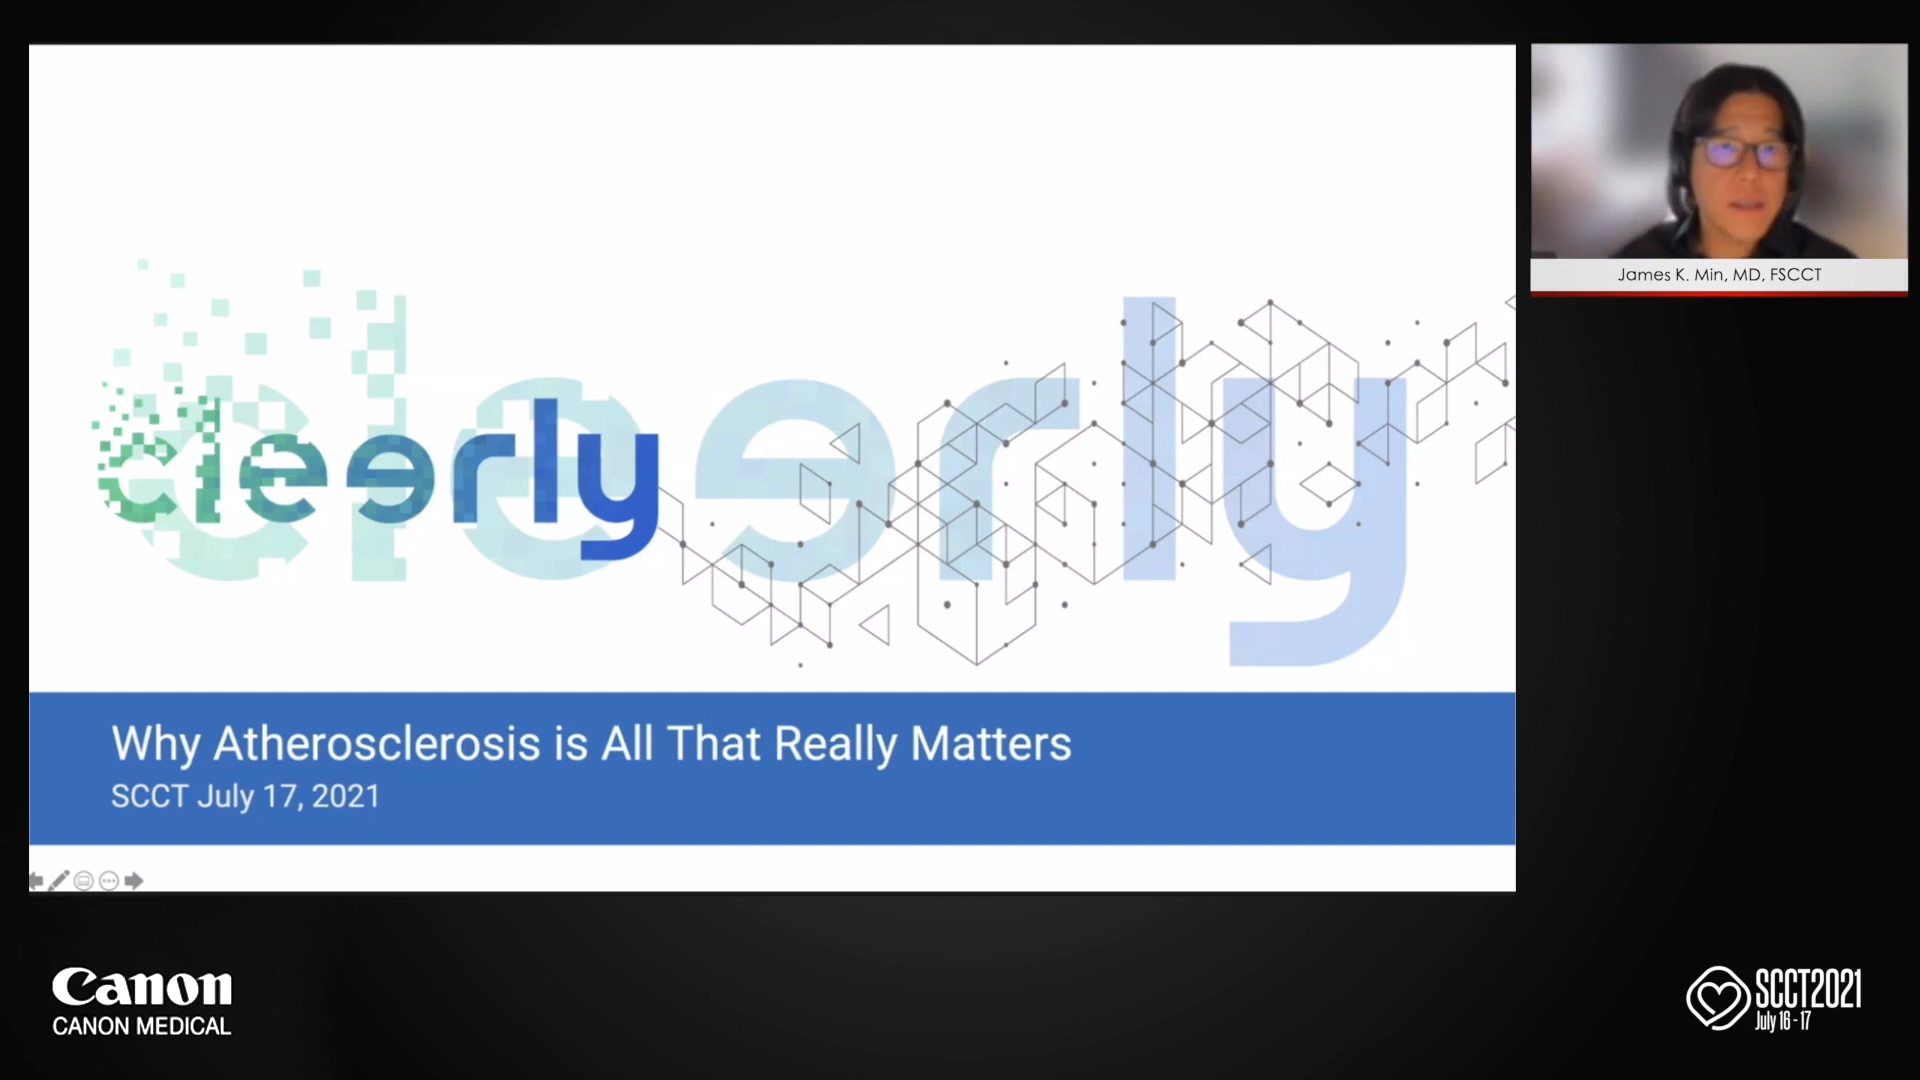 cleerly
cleerly
James K. Min, MD, FSCCT
Why Atherosclerosis is All That Really Matters
SCCT July 17, 2021
Canon
CANON MEDICAL
SCCT2021
July 16 - 17